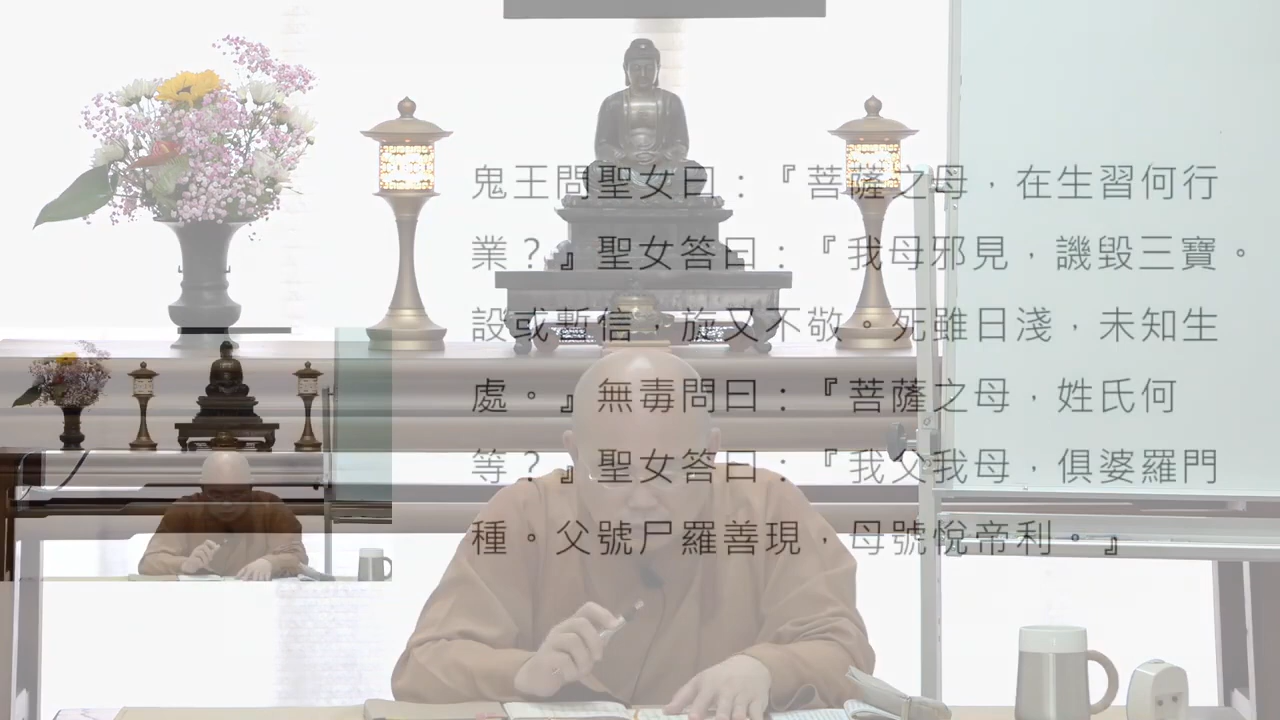 鬼王問聖女曰：『菩薩之母，在生習何行
業？』聖女答曰：『我母邪見，譏毀三寶。
設或暫信，旋又不敬。死雖日淺，未知生
處。』無毒問曰：『菩薩之母，姓氏何
等？』聖女答曰：『我父我母，俱婆羅門
種。父號尸羅善現，母號悅帝利。』